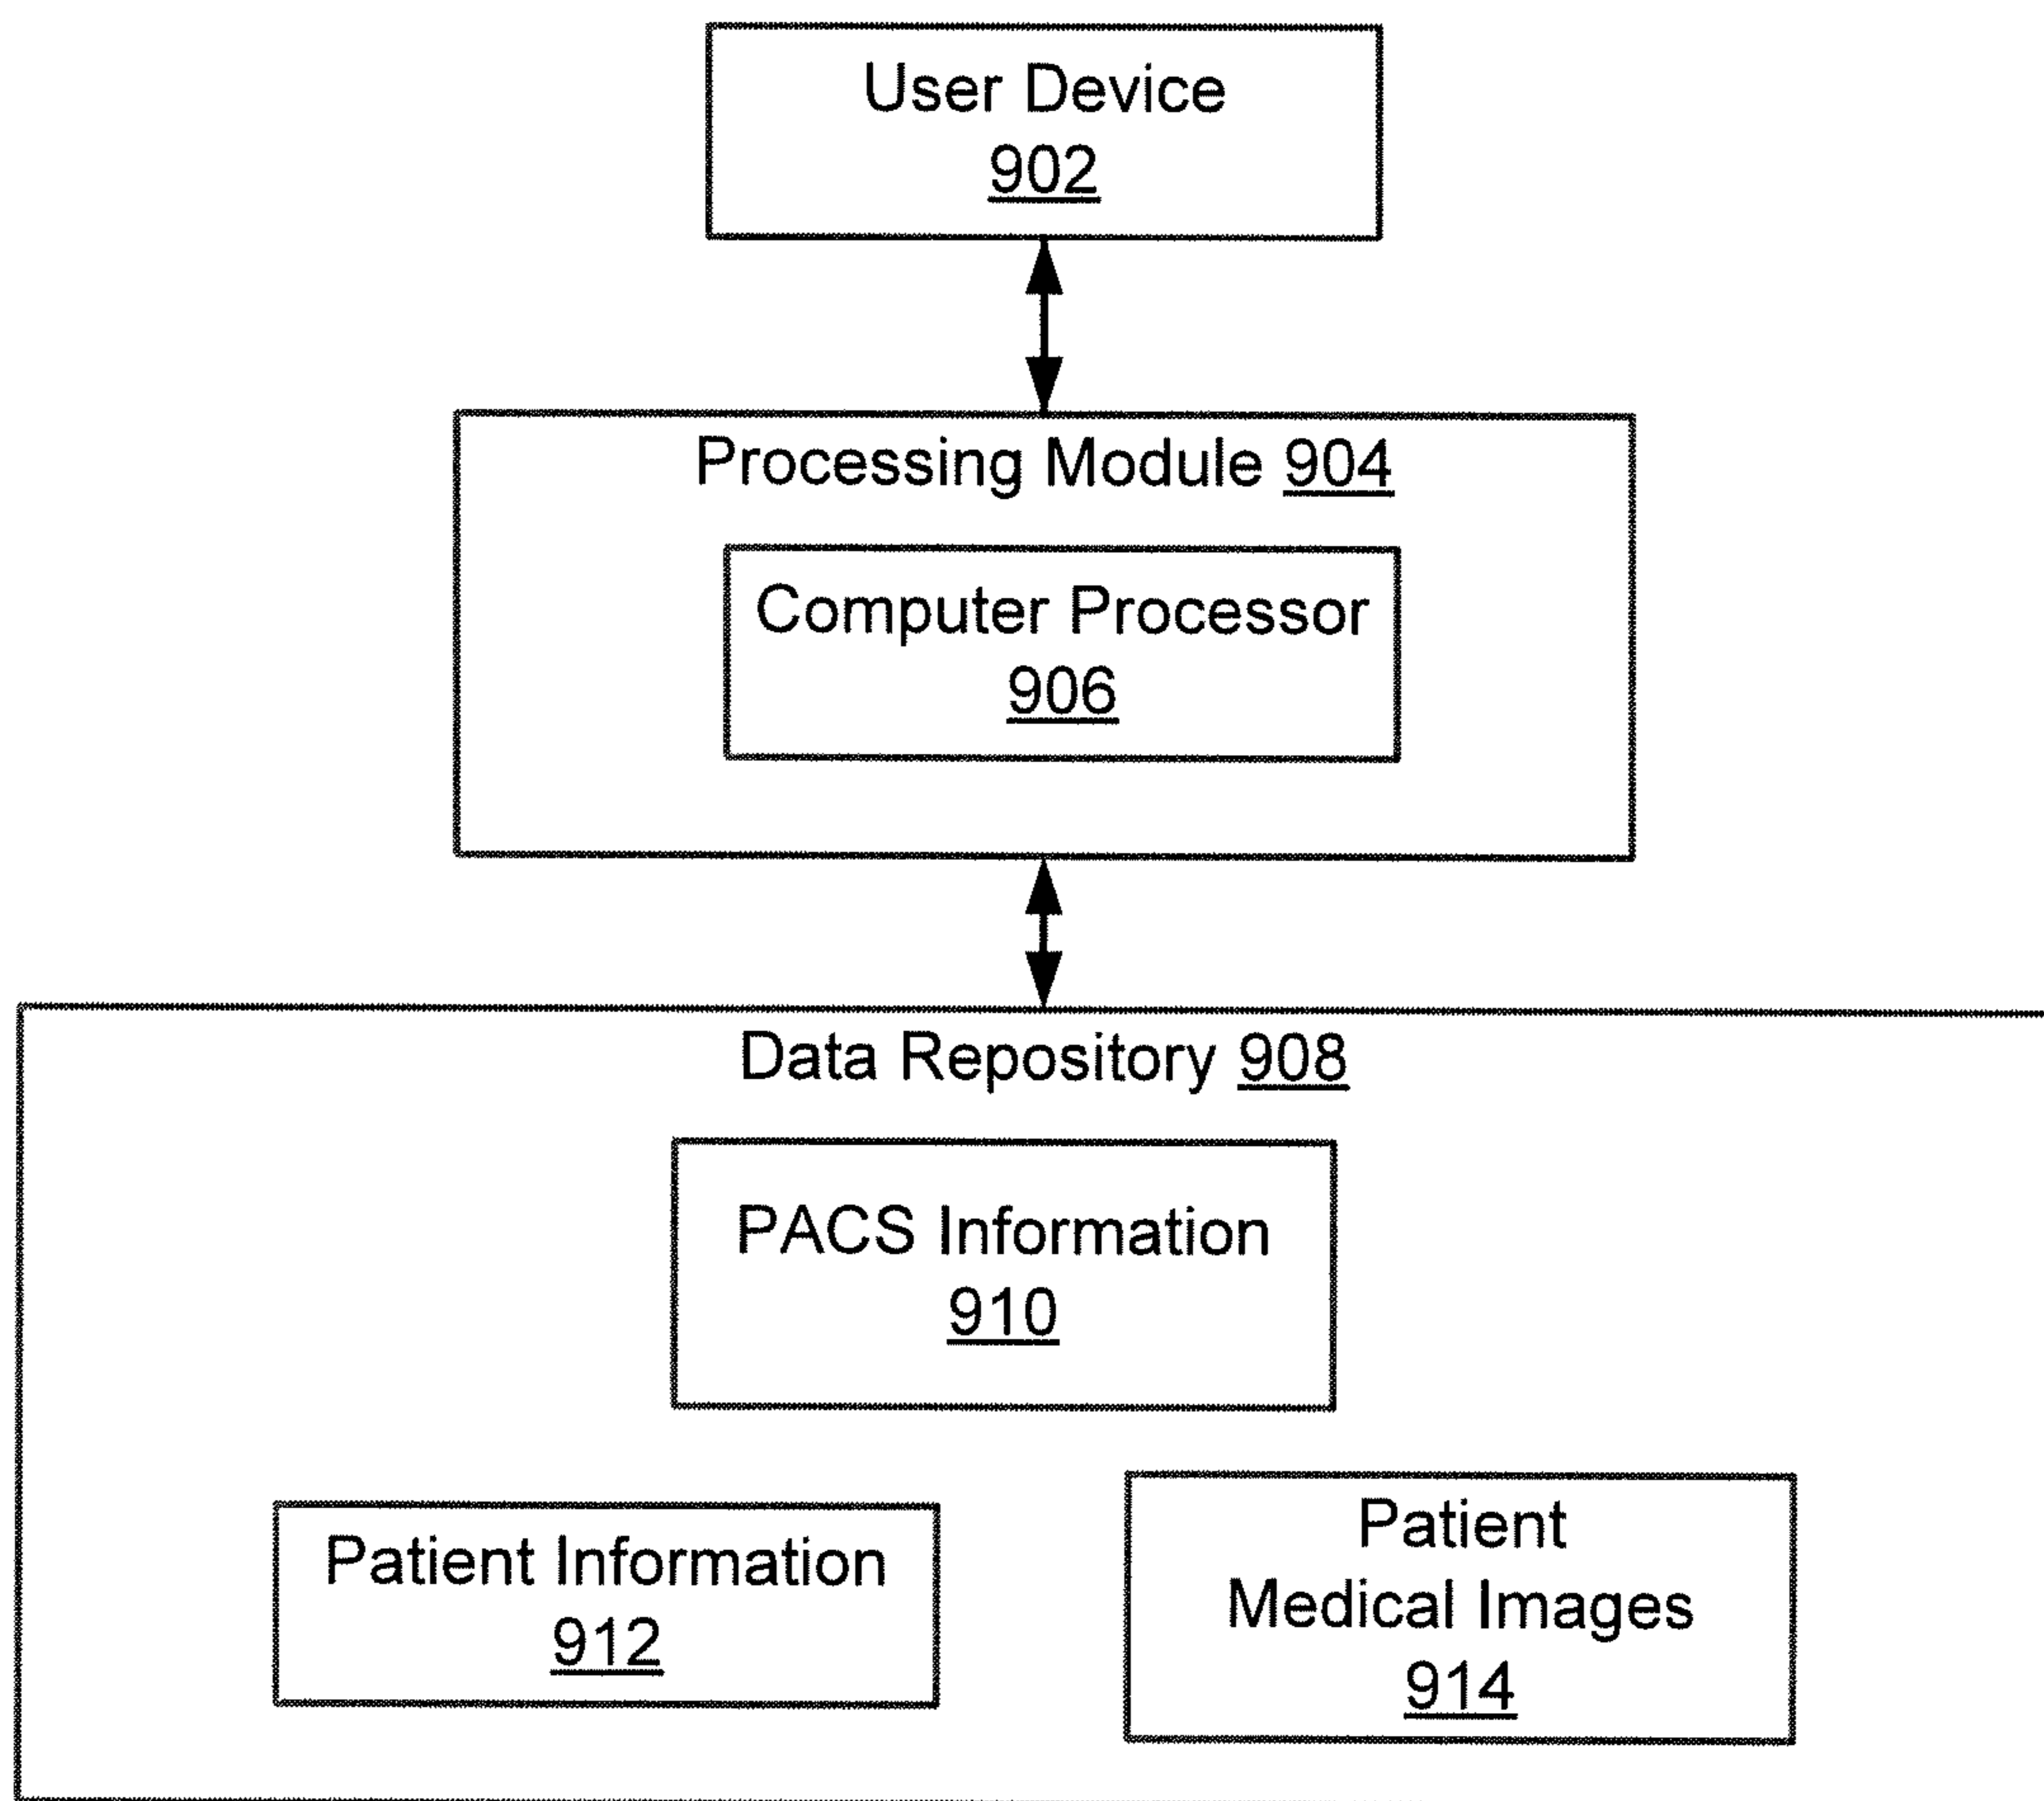 User Device
902
Processing Module 904
Computer Processor
906
Data Repository 908
PACS Information
910
Patient Information
912
Patient
Medical Images
914